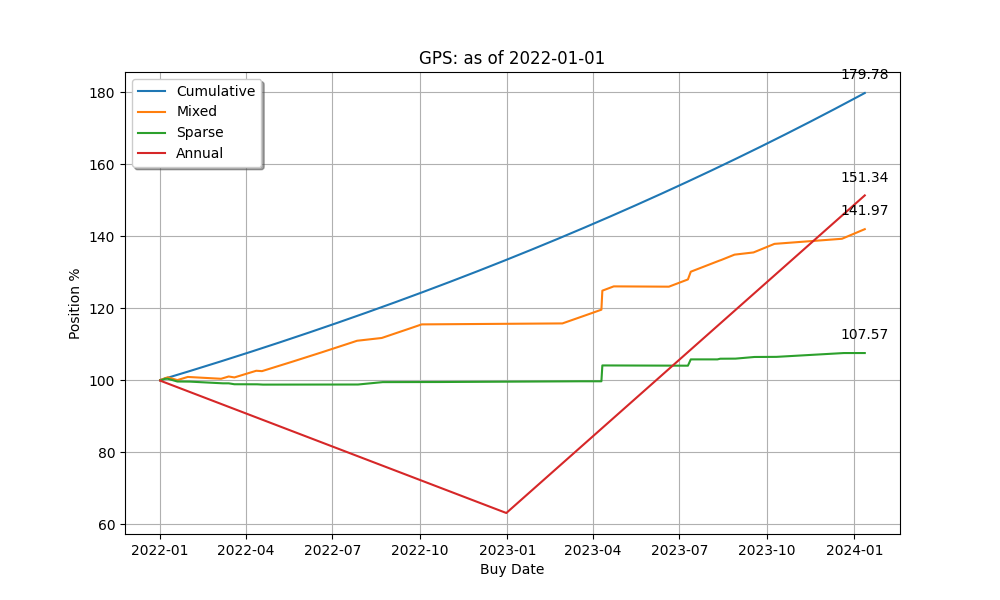 GPS: as of 2022-01-01
179.78
180
Cumulative
Mixed
Sparse
Annual
160
151.34
141.97
140
120
107.57
100
80
60
Position %
2022-01 2022-04 2022-07 2022-10 2023-01 2023-04 2023-07 2023-10 2024-01
Buy Date